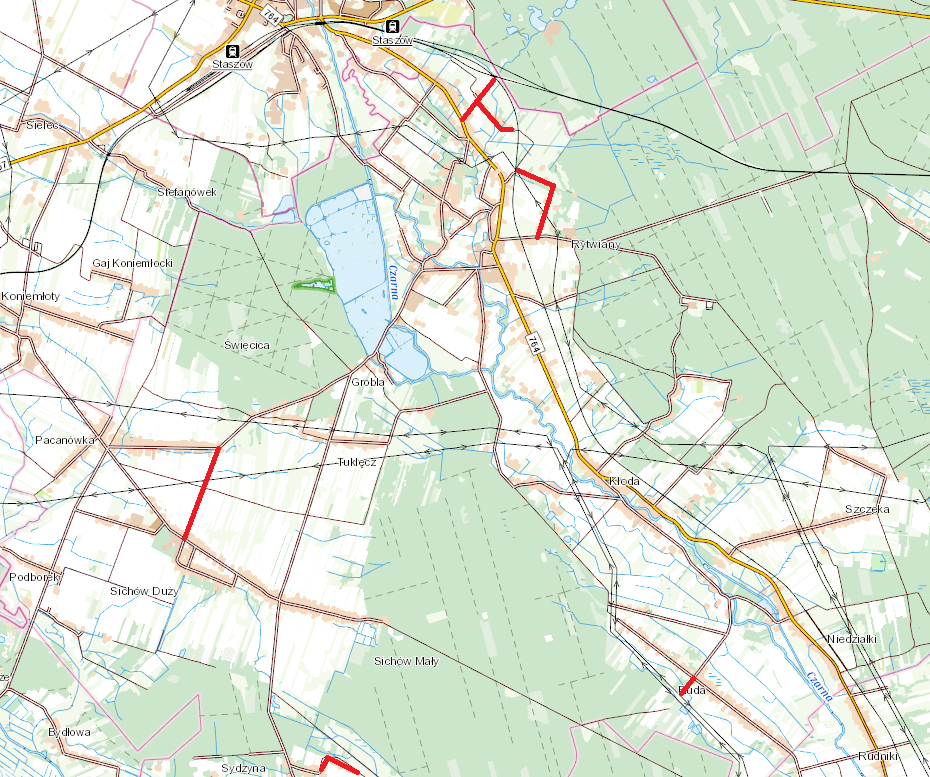 764
Staszów
Staszów
Sielec
Stefanówek
Rytwiany
Gaj Koniemłocki
Czarna
Koniemłoty
764
Święcica
Grobla
Pacanówka
Tuklęcz
Kłoda
Szczeka
Podborek
Sichów Duży
Niedziałki
Sichów Mały
Ruda
Czarna
Bydłowa
Rudniki
Sydzyna